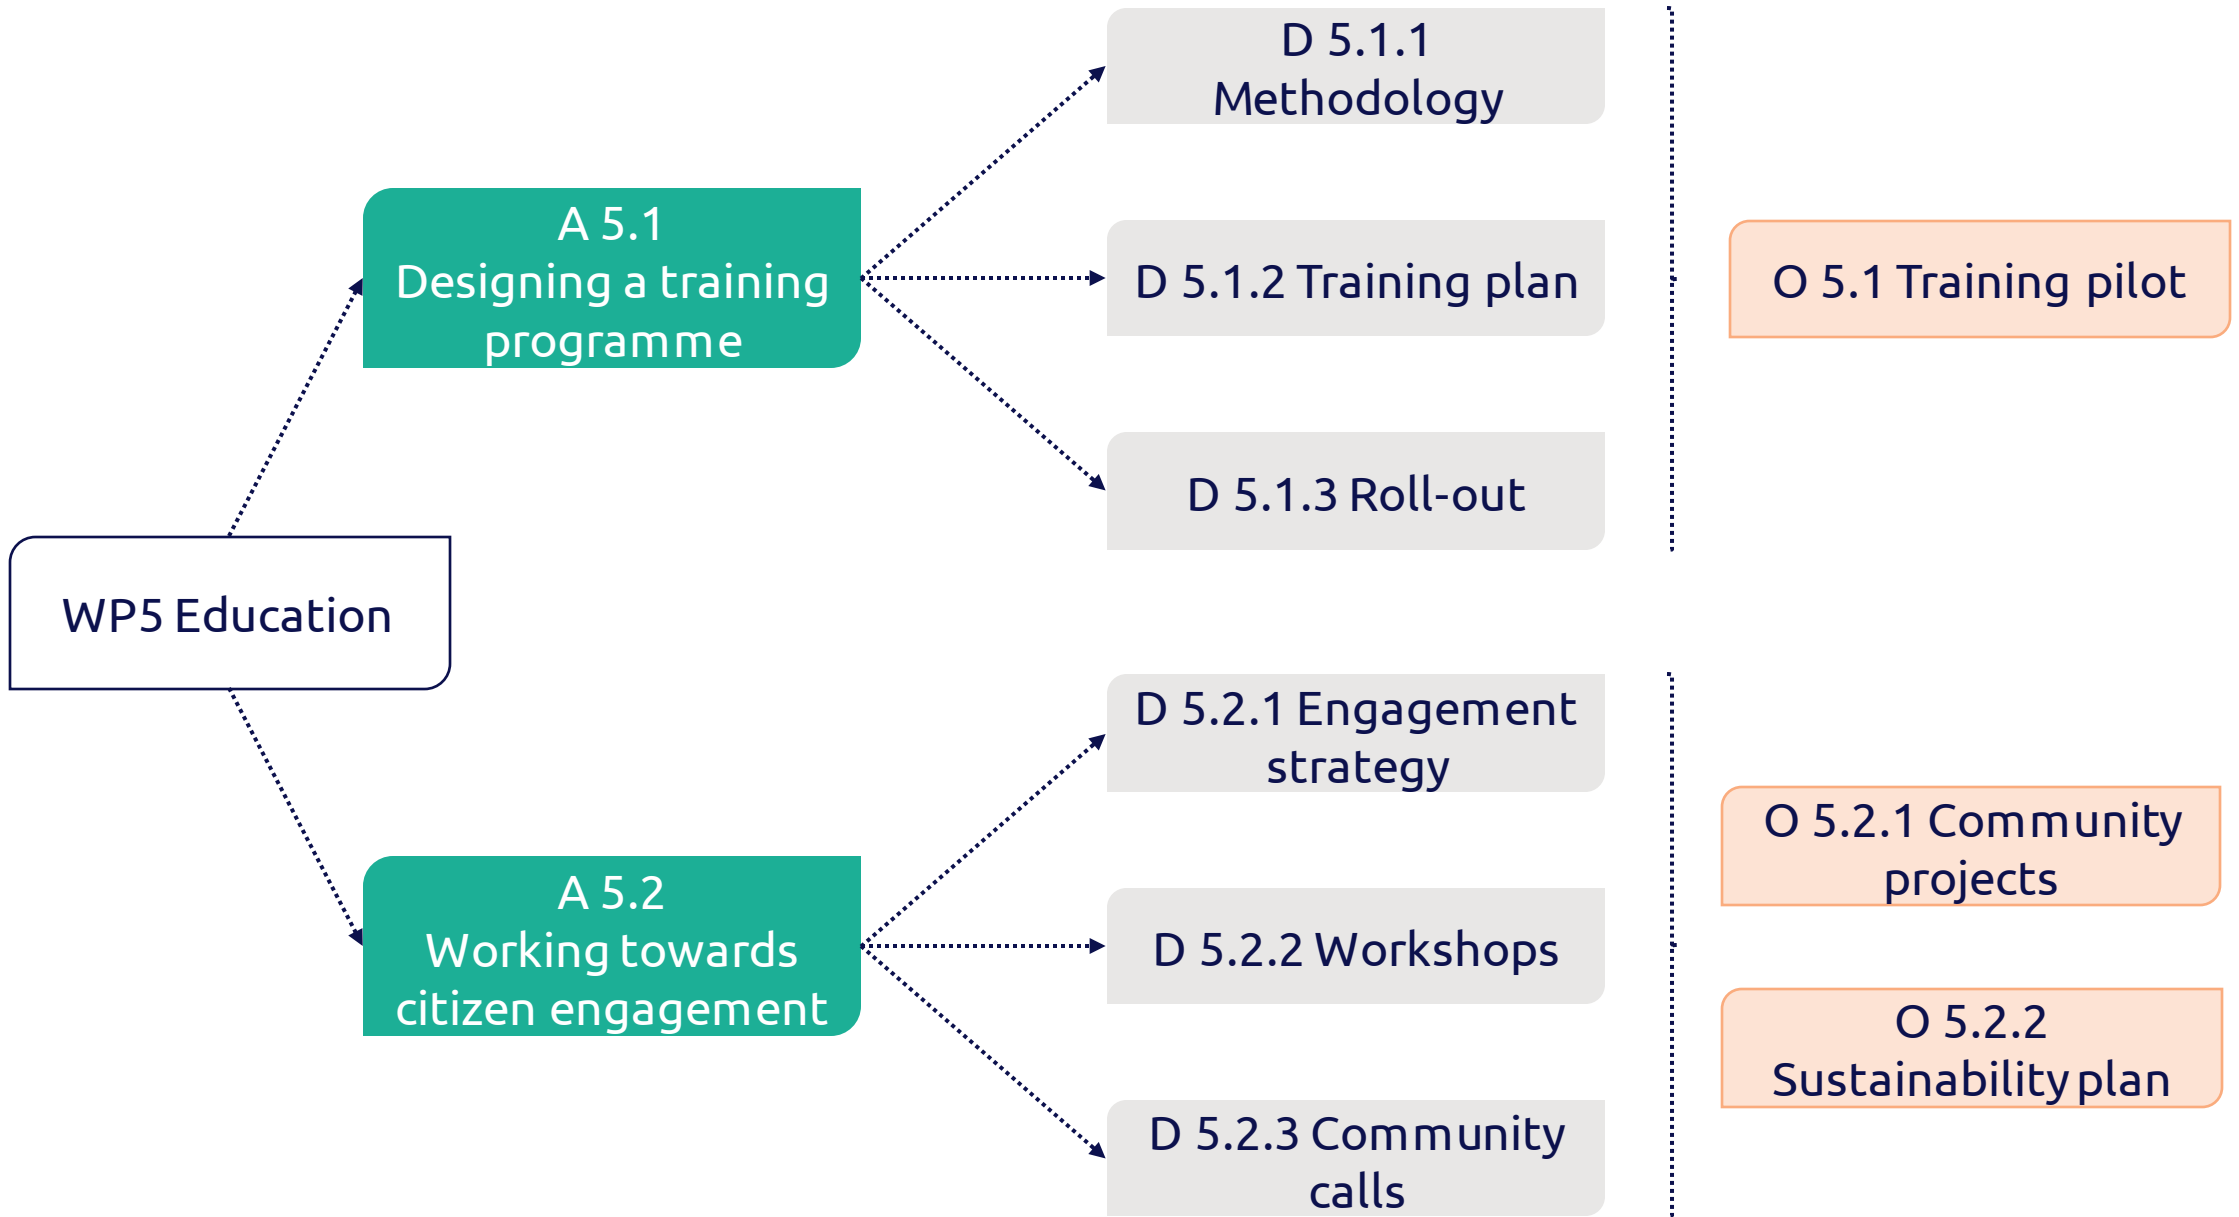 WP5 Education
A 5.1
Designing a training
programme
D 5.1.1
Methodology
D 5.1.2 Training plan
D 5.1.3 Roll-out
O 5.1 Training pilot
A 5.2
Working towards
citizen engagement
D 5.2.1 Engagement
strategy
D 5.2.2 Workshops
D 5.2.3 Community
calls
O 5.2.1 Community
projects
O 5.2.2
Sustainability plan